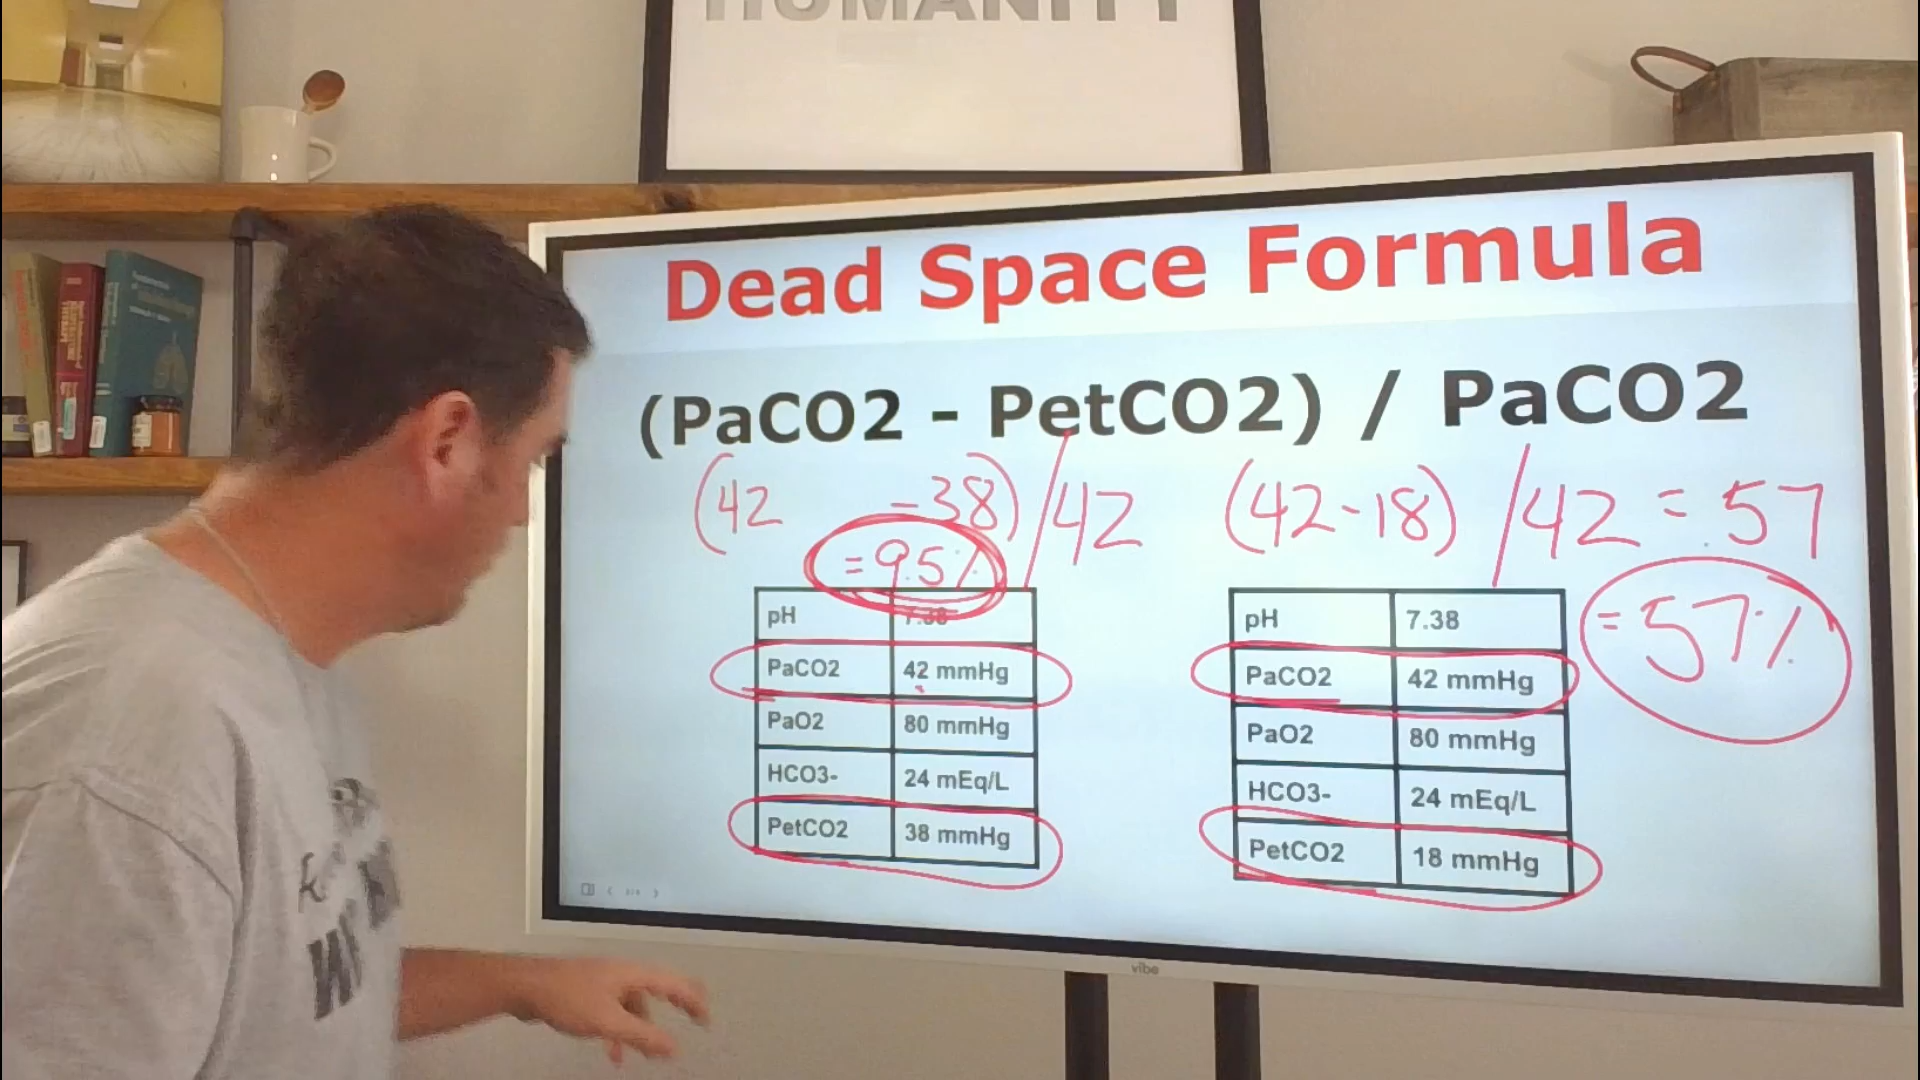 HUMANITY
Dead Space Formula
(PaCO2 - PetCO2) / PaCO2
(42 -38)/42
= 9.5%
(42-18) /42 = .57
= 57%
pH
PaCO2 42 mmHg
PaO2 80 mmHg
HCO3- 24 mEq/L
PetCO2 38 mmHg
pH 7.38
PaCO2 42 mmHg
PaO2 80 mmHg
HCO3- 24 mEq/L
PetCO2 18 mmHg
vibe